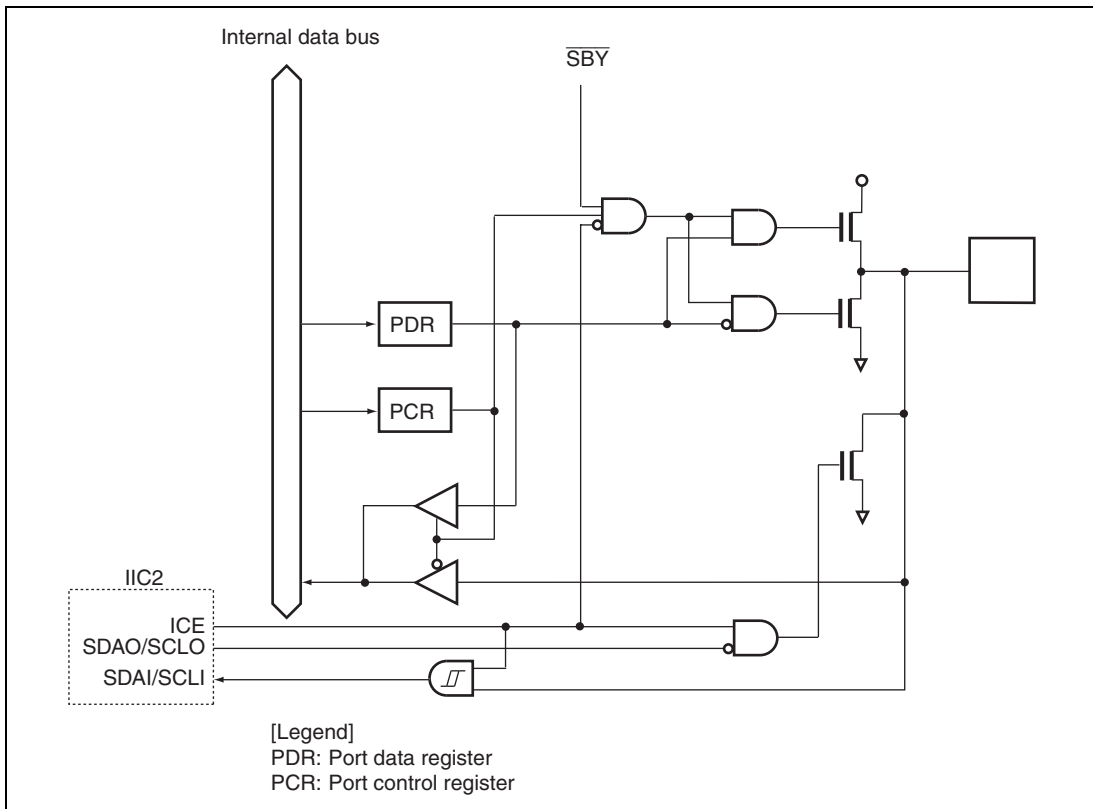 Internal data bus
SBY
PDR
PCR
IIC2
ICE
SDAO/SCLO
SDAI/SCLI
[Legend]
PDR: Port data register
PCR: Port control register